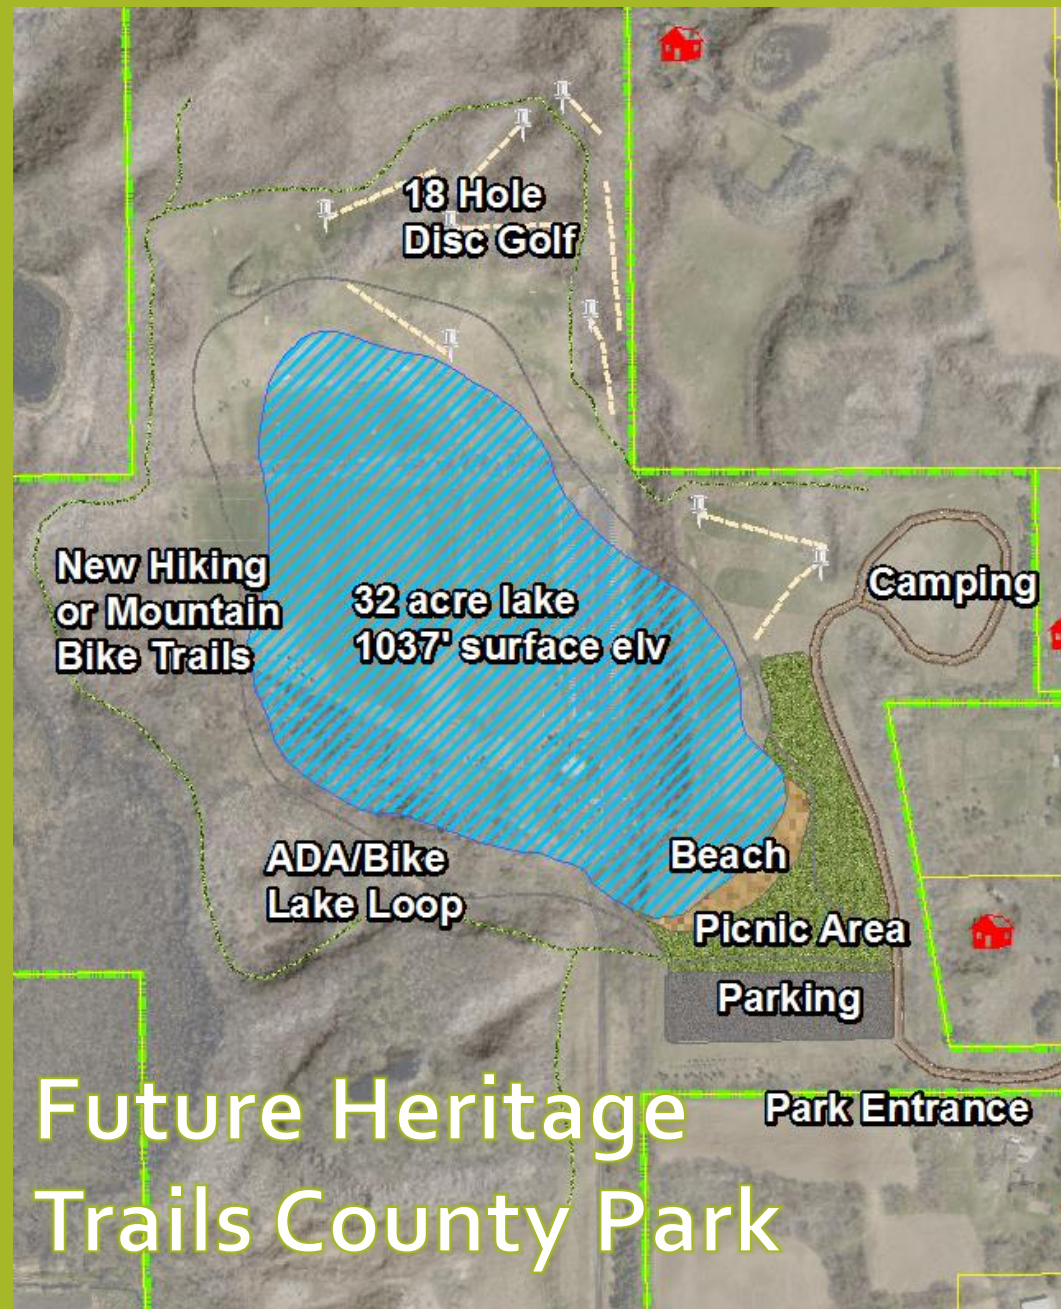 18 Hole
Disc Golf
New Hiking
or Mountain
Bike Trails
32 acre lake
1037' surface elv
Camping
ADA/Bike
Lake Loop
Beach
Picnic Area
Parking
Park Entrance
Future Heritage
Trails County Park